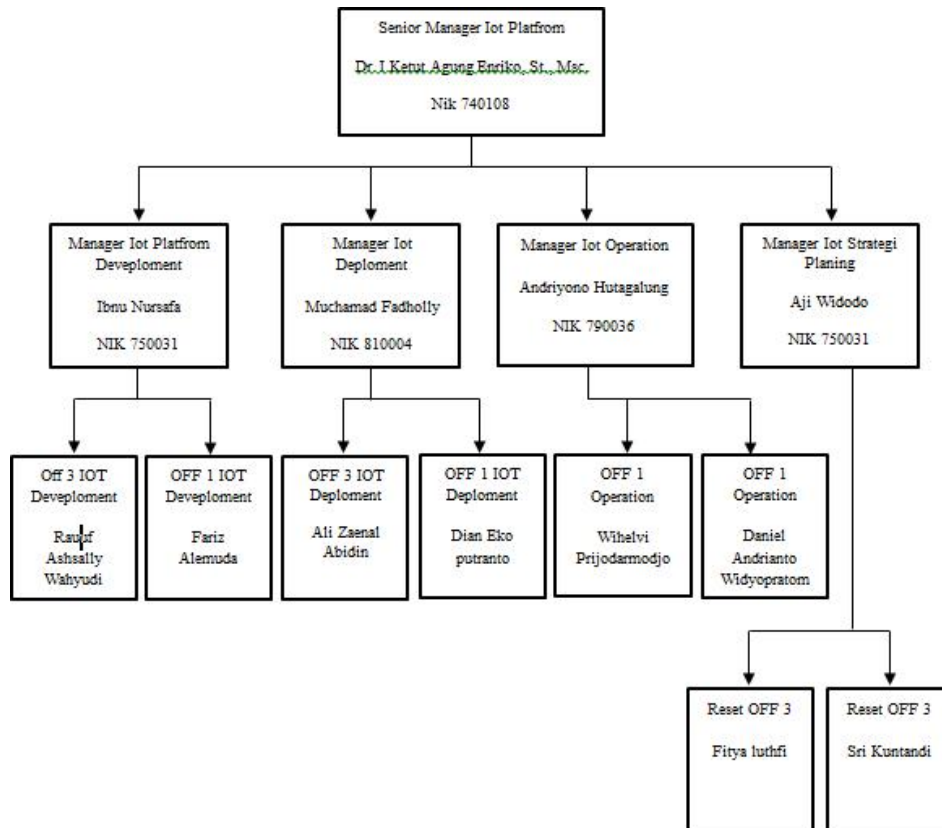 Senior Manager Iot Platfrom
Dr. I Ketut Agung Enriko, St., Msc.
Nik 740108
Manager Iot Platfrom
Deveploment
Ibnu Nursafa
NIK 750031
Manager Iot
Deploment
Muchamad Fadholly
NIK 810004
Manager Iot Operation
Andriyono Hutagalung
NIK 790036
Manager Iot Strategi
Planing
Aji Widodo
NIK 750031
Off 3 IOT
Deveploment
Rauuf
Ashsally
Wahyudi
OFF 1 IOT
Deveploment
Fariz
Alemuda
OFF 3 IOT
Deploment
Ali Zaenal
Abidin
OFF 1 IOT
Deploment
Dian Eko
putranto
OFF 1
Operation
Wihelvi
Prijodarmodjo
OFF 1
Operation
Daniel
Andrianto
Widyopratom
Reset OFF 3
Fitya luthfi
Reset OFF 3
Sri Kuntandi